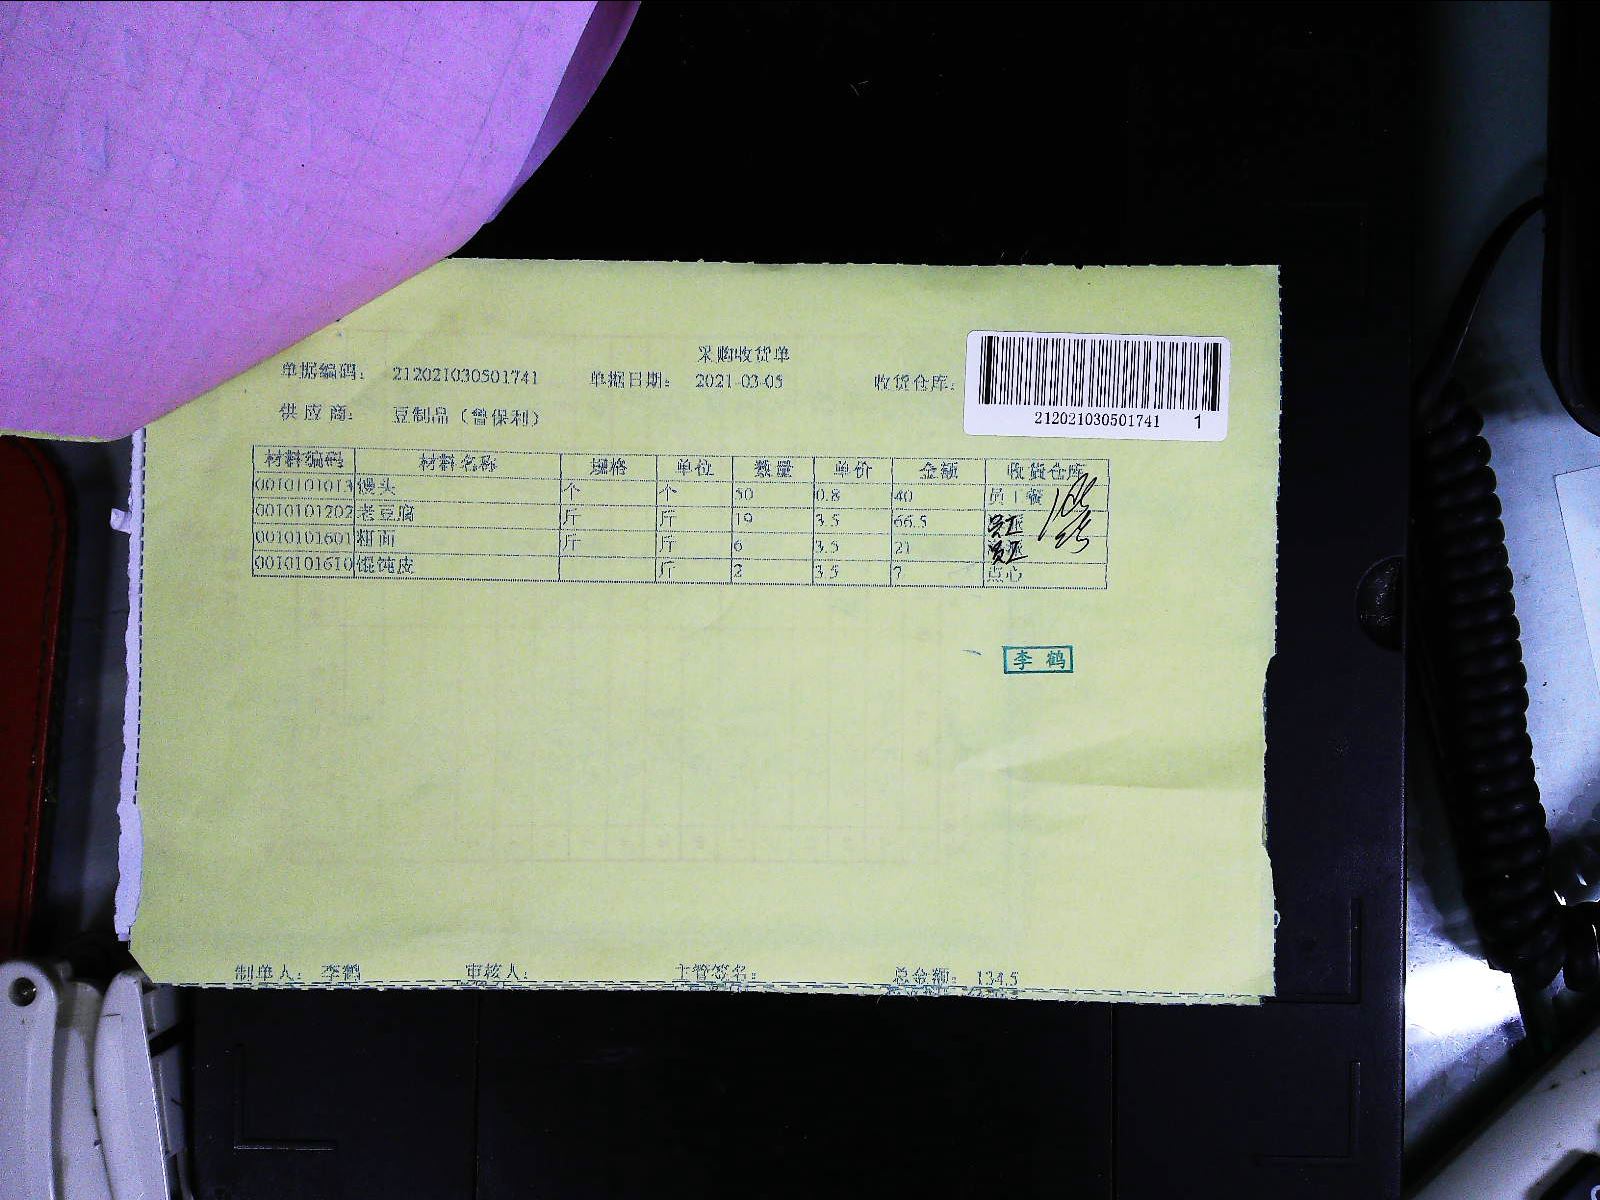 采购收货单
单据编码： 212021030501741 单据日期： 2021-03-05 收货仓库：
212021030501741 1
供应商： 豆制品（曾保利）
材料编码 材料名称 规格 单位 数量 单价 金额 收货仓库
0010101013 馒头 个 个 50 0.8 40 员工餐
0010101202 老豆腐 斤 斤 19 3.5 66.5
0010101601 粗面 斤 斤 6 3.5 21
0010101610 馄饨皮 斤 2 3.5 7 点心
李鹤
制单人： 李鹤 审核人： 主管签名： 总金额： 134.5